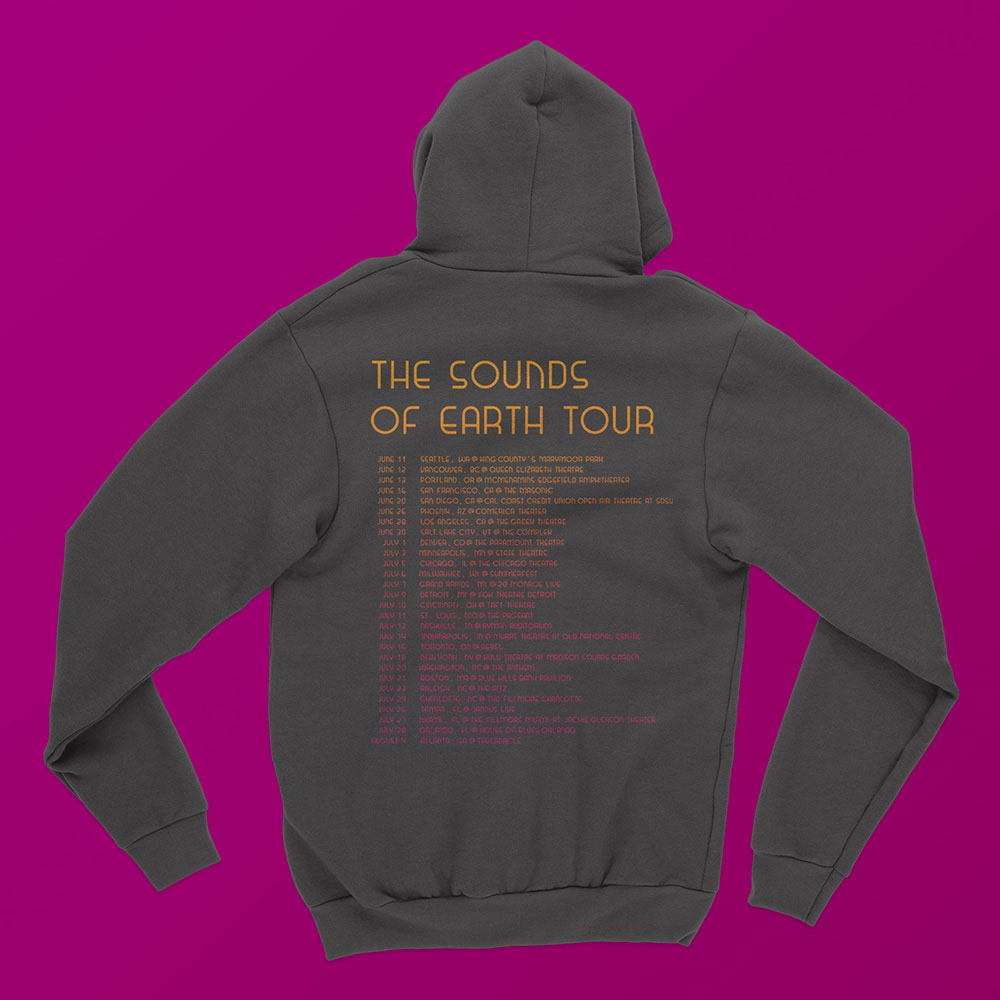 THE SOUNDS
OF EARTH TOUR
JUNE 11 SEATTLE, WA @ KING COUNTY'S MARYMOOR PARK
JUNE 12 VANCOUVER, BC @ QUEEN ELIZABETH THEATRE
JUNE 13 PORTLAND, OR @ MCMENAMINS EDGEFIELD AMPHITHEATER
JUNE 16 SAN FRANCISCO, CA @ THE MASONIC
JUNE 20 SAN DIEGO, CA @ CAL COAST CREDIT UNION OPEN AIR THEATRE AT SDSU
JUNE 26 PHOENIX, AZ @ COMERICA THEATER
JUNE 28 LOS ANGELES, CA @ THE GREEK THEATRE
JUNE 30 SALT LAKE CITY, UT @ THE COMPLEX
JULY 1 DENVER, CO @ THE PARAMOUNT THEATRE
JULY 3 MINNEAPOLIS, MN @ STATE THEATRE
JULY 5 CHICAGO, IL @ THE CHICAGO THEATRE
JULY 6 MILWAUKEE, WI @ SUMMERFEST
JULY 7 GRAND RAPIDS, MI @ 20 MONROE LIVE
JULY 9 DETROIT, MI @ FOX THEATRE DETROIT
JULY 10 CINCINNATI, OH @ TAFT THEATRE
JULY 11 ST. LOUIS, MO @ THE PAGEANT
JULY 13 NASHVILLE, TN @ RYMAN AUDITORIUM
JULY 14 INDIANAPOLIS, IN @ MURAT THEATRE AT OLD NATIONAL CENTRE
JULY 16 TORONTO, ON @ REBEL
JULY 18 NEW YORK, NY @ HULU THEATRE AT MADISON SQUARE GARDEN
JULY 20 WASHINGTON, DC @ THE ANTHEM
JULY 21 BOSTON, MA @ BLUE HILLS BANK PAVILION
JULY 23 RALEIGH, NC @ THE RITZ
JULY 24 CHARLOTTE, NC @ THE FILLMORE CHARLOTTE
JULY 26 TAMPA, FL @ JANNUS LIVE
JULY 27 MIAMI, FL @ THE FILLMORE MIAMI AT JACKIE GLEASON THEATER
JULY 28 ORLANDO, FL @ HOUSE OF BLUES ORLANDO
AUGUST 4 ATLANTA, GA @ TABERNACLE